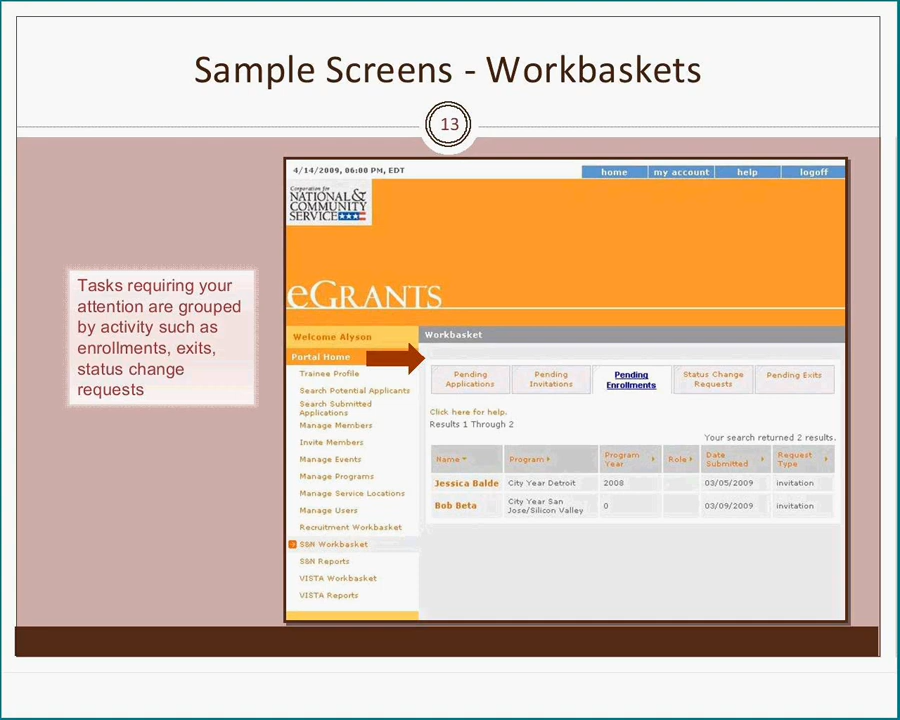 Sample Screens - Workbaskets
13
Tasks requiring your
attention are grouped
by activity such as
enrollments, exits,
status change
requests
4/14/2009, 06:00 PM, EDT
home my account help logoff
Corporation for
NATIONAL &
COMMUNITY
SERVICE
eGRANTS
Welcome Alyson
Portal Home
Trainee Profile
Search Potential Applicants
Search Submitted
Applications
Manage Members
Invite Members
Manage Events
Manage Programs
Manage Service Locations
Manage Users
Recruitment Workbasket
S&N Workbasket
S&N Reports
VISTA Workbasket
VISTA Reports
Workbasket
Pending
Applications
Pending
Invitations
Pending
Enrollments
Status Change
Requests
Pending Exits
Click here for help.
Results 1 Through 2
Your search returned 2 results.
Name Program Program
Year Role Date
Submitted Request
Type
Jessica Balde City Year Detroit 2008 03/05/2009 invitation
Bob Beta City Year San
Jose/Silicon Valley 0 03/09/2009 invitation